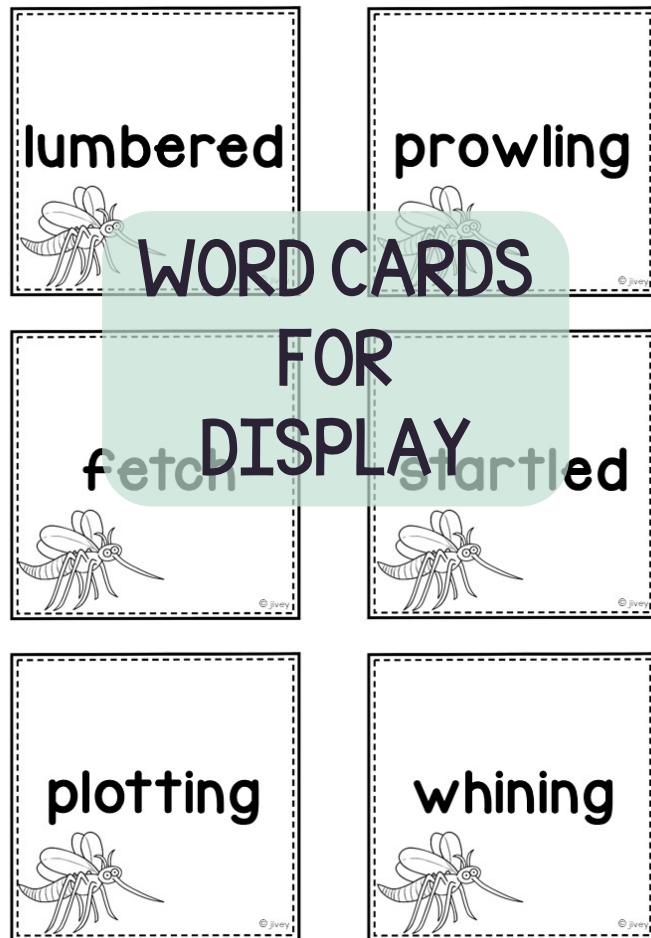 lumbered
prowling
WORD CARDS
© jivey
FOR
DISPLAY
fetch
startled
© jivey
© jivey
plotting
whining
© jivey
© jivey